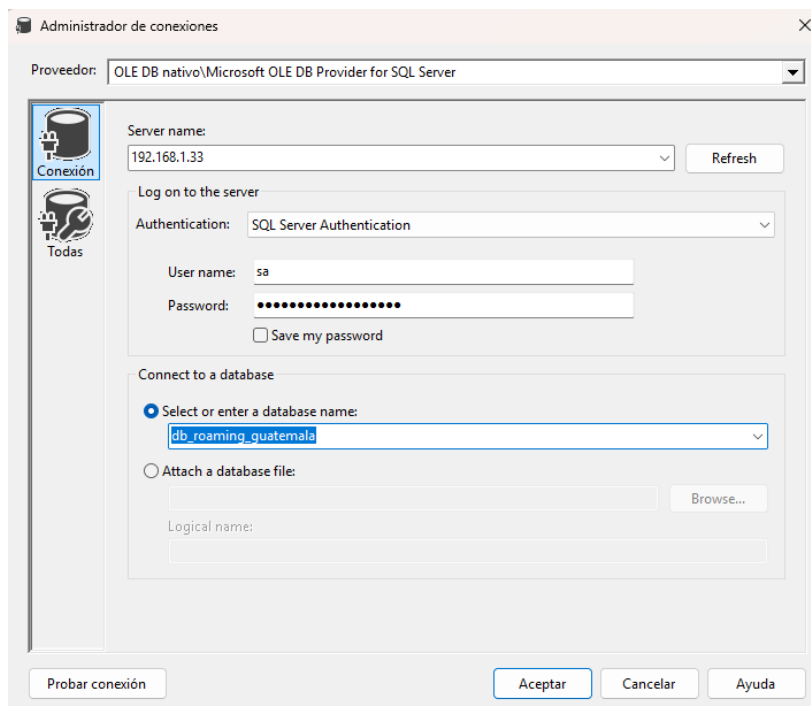 Administrador de conexiones
Proveedor: OLE DB nativo\Microsoft OLE DB Provider for SQL Server
Conexión
Todas
Server name:
192.168.1.33 Refresh
Log on to the server
Authentication: SQL Server Authentication
User name: sa
Password: ••••••••••••••••••
Save my password
Connect to a database
Select or enter a database name:
db_roaming_guatemala
Attach a database file:
Browse...
Logical name:
Probar conexión Aceptar Cancelar Ayuda